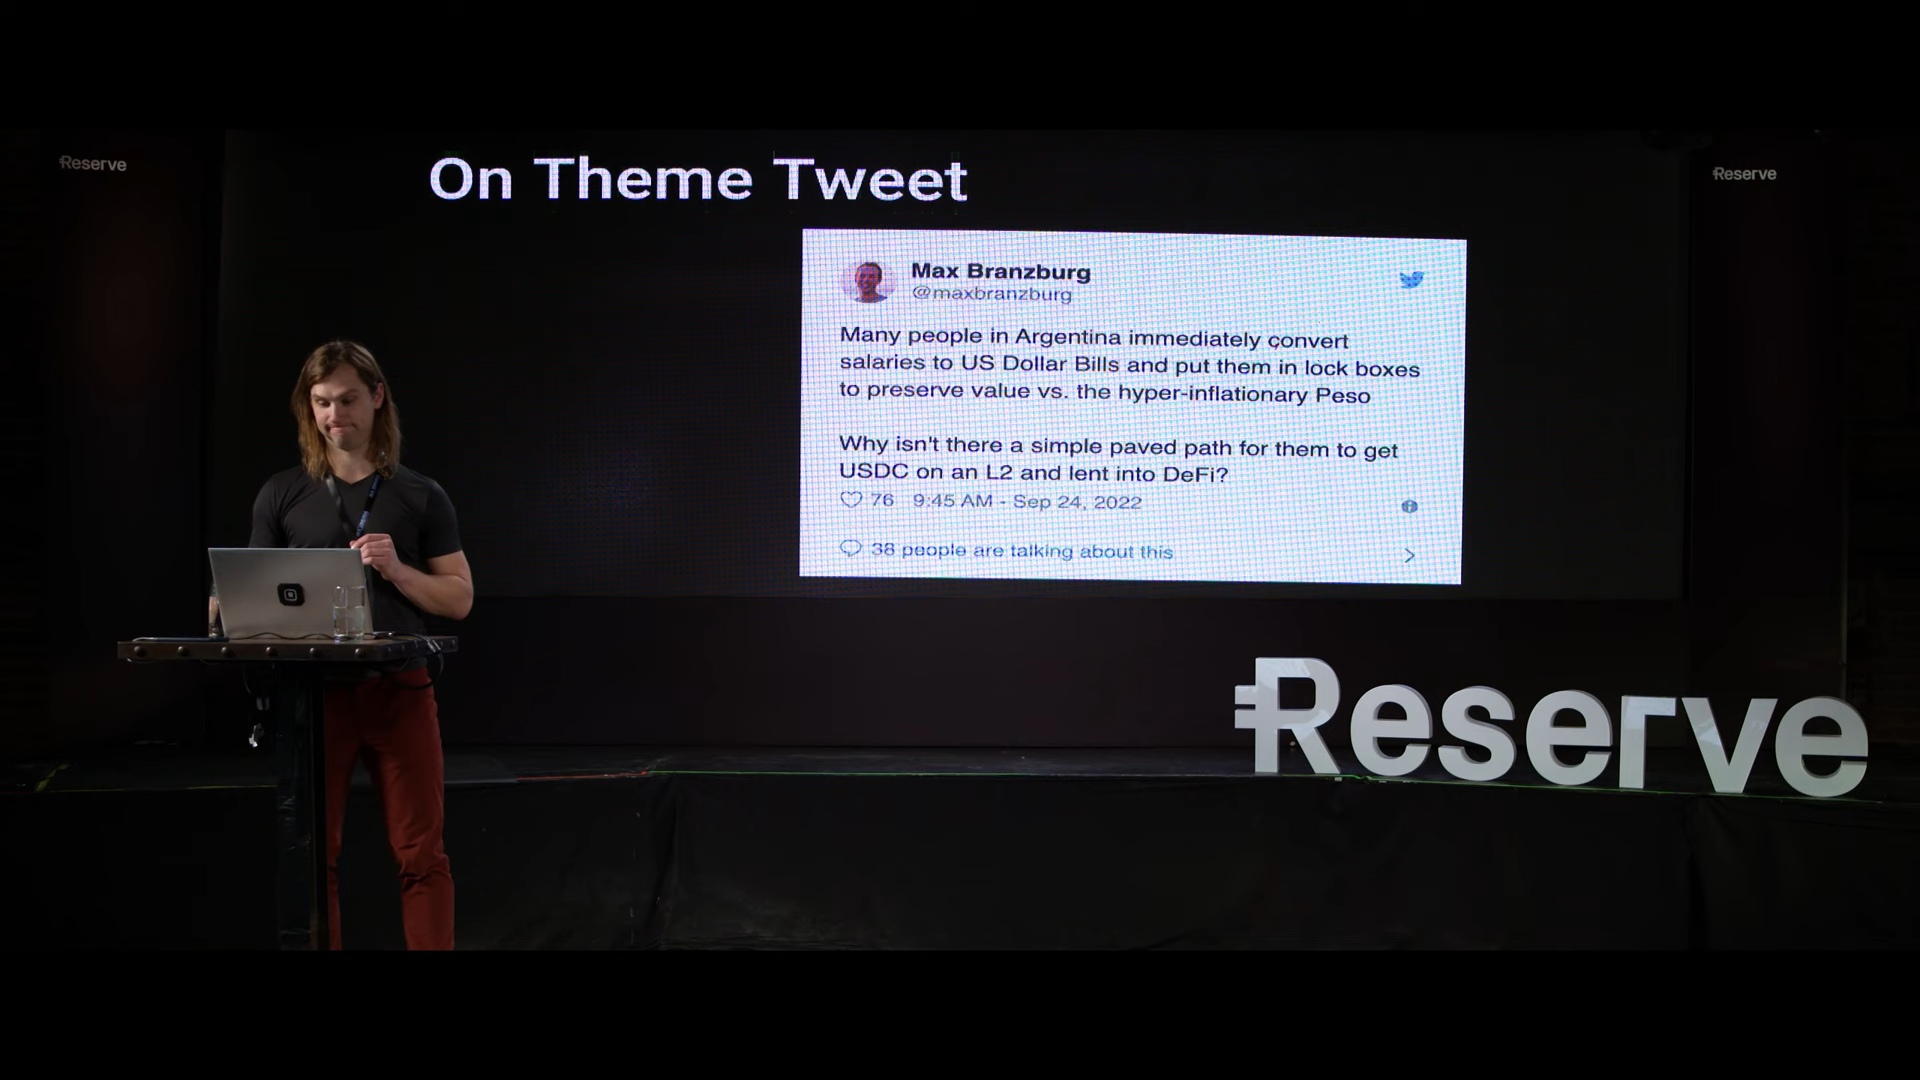 Reserve
On Theme Tweet
Reserve
Max Branzburg
@maxbranzburg
Many people in Argentina immediately convert
salaries to US Dollar Bills and put them in lock boxes
to preserve value vs. the hyper-inflationary Peso
Why isn't there a simple paved path for them to get
USDC on an L2 and lent into DeFi?
76 9:45 AM - Sep 24, 2022
38 people are talking about this
Reserve